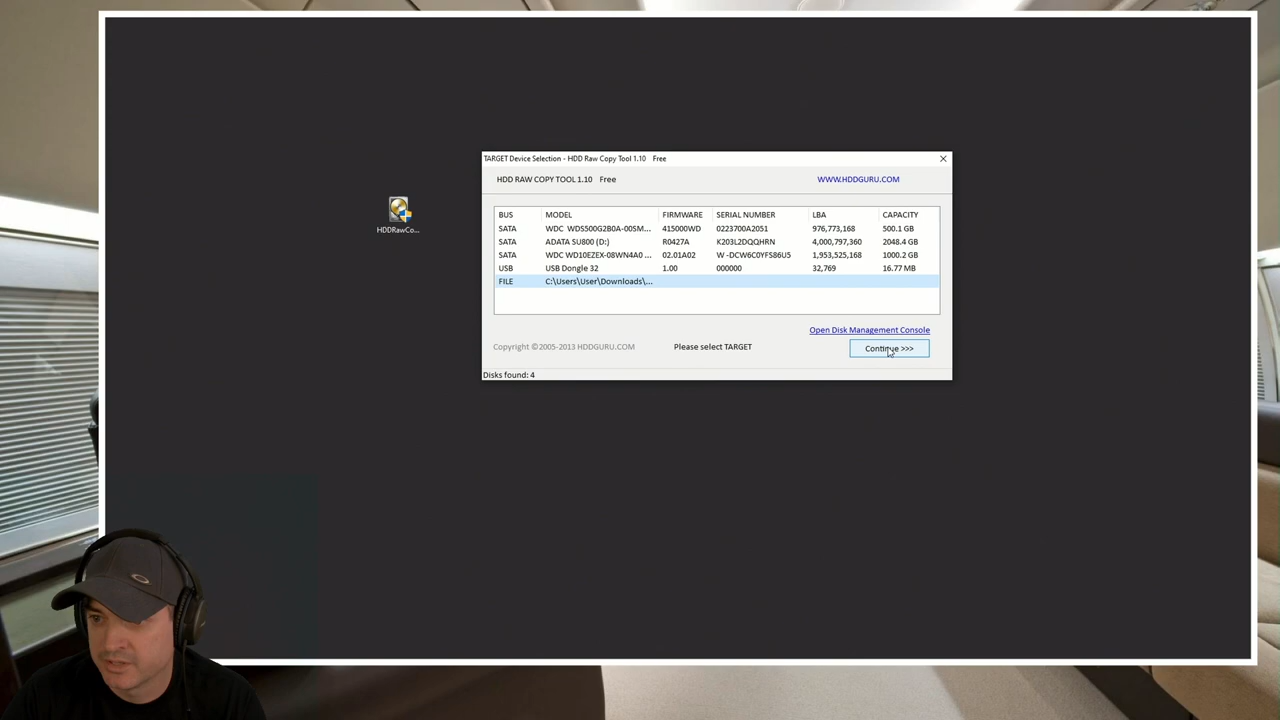 TARGET Device Selection - HDD Raw Copy Tool 1.10 Free
HDD RAW COPY TOOL 1.10 Free
WWW.HDDGURU.COM
BUS MODEL FIRMWARE SERIAL NUMBER LBA CAPACITY
SATA WDC WDS500G2B0A-00SM... 415000WD 0223700A2051 976,773,168 500.1 GB
SATA ADATA SU800 (D:) R0427A K203L2DQQHRN 4,000,797,360 2048.4 GB
SATA WDC WD10EZEX-08WN4A0 ... 02.01A02 W -DCW6C0YFS86U5 1,953,525,168 1000.2 GB
USB USB Dongle 32 1.00 000000 32,769 16.77 MB
FILE C:\Users\User\Downloads\...
Open Disk Management Console
Copyright ©2005-2013 HDDGURU.COM
Please select TARGET
Continue >>>
Disks found: 4
HDDRawCo...